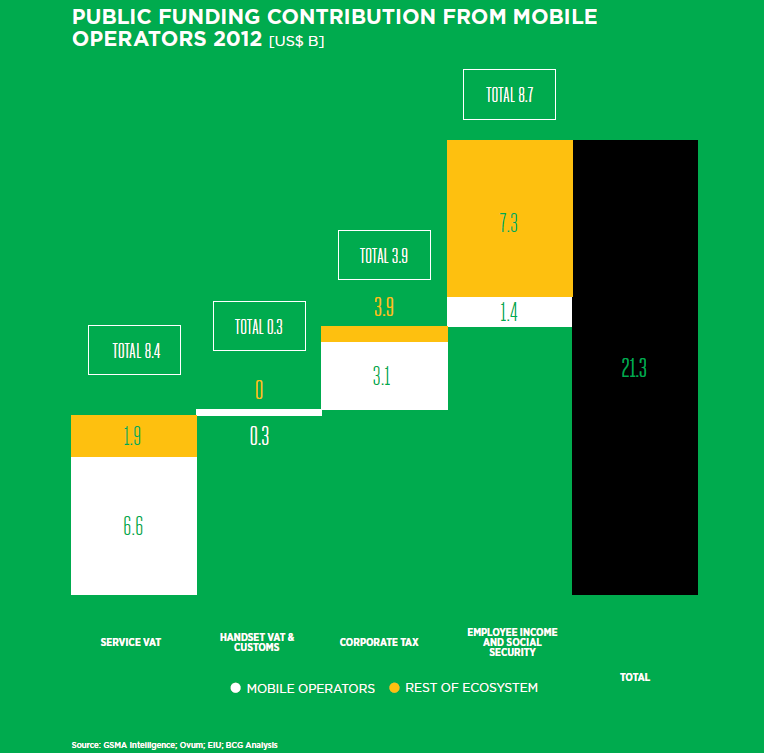 PUBLIC FUNDING CONTRIBUTION FROM MOBILE
OPERATORS 2012 [US$ B]
TOTAL 8.7
7.3
1.4
TOTAL 3.9
3.9
3.1
TOTAL 0.3
0
0.3
TOTAL 8.4
1.9
6.6
21.3
SERVICE VAT
HANDSET VAT &
CUSTOMS
CORPORATE TAX
EMPLOYEE INCOME
AND SOCIAL
SECURITY
TOTAL
MOBILE OPERATORS
REST OF ECOSYSTEM
Source: GSMA Intelligence; Ovum; EIU; BCG Analysis